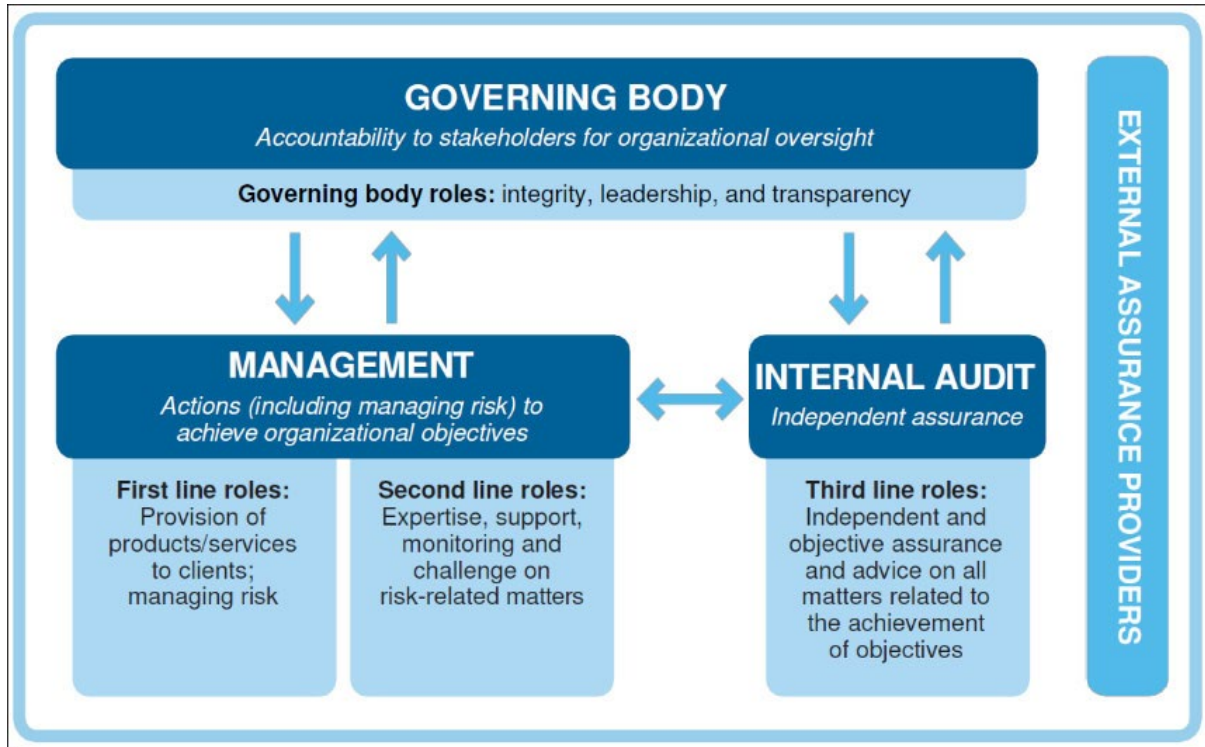 GOVERNING BODY
Accountability to stakeholders for organizational oversight
Governing body roles: integrity, leadership, and transparency
MANAGEMENT
Actions (including managing risk) to
achieve organizational objectives
First line roles:
Provision of
products/services
to clients;
managing risk
Second line roles:
Expertise, support,
monitoring and
challenge on
risk-related matters
INTERNAL AUDIT
Independent assurance
Third line roles:
Independent and
objective assurance
and advice on all
matters related to
the achievement
of objectives
EXTERNAL ASSURANCE PROVIDERS